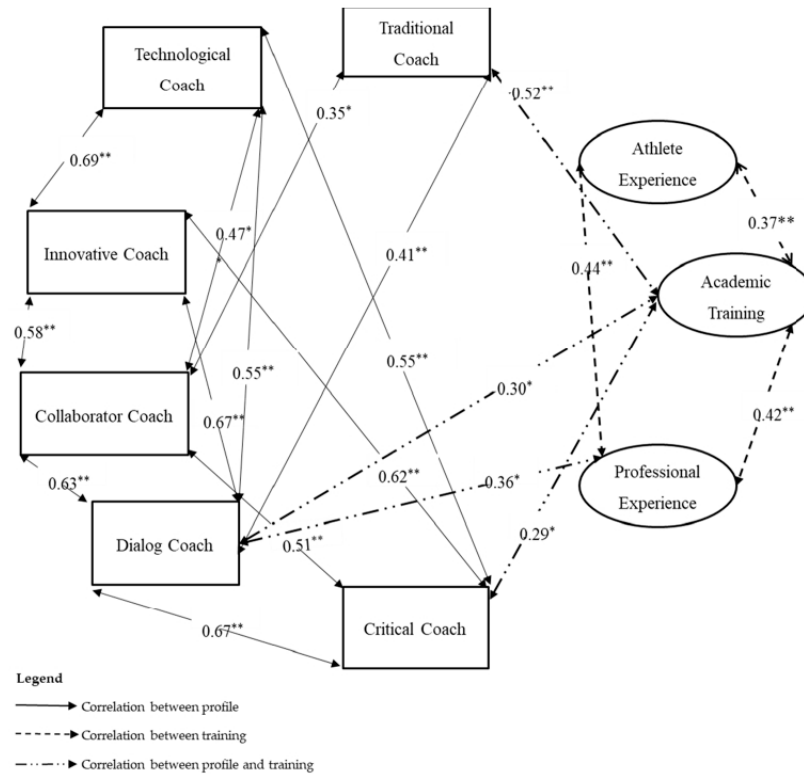 Traditional
Coach
Technological
Coach
0.35*
0.52**
Athlete
Experience
0.69**
0.37**
0.47*
*
0.41**
0.44**
Innovative Coach
Academic
Training
0.58**
0.55**
0.55**
0.30*
Collaborator Coach
0.67**
0.42**
0.62**
0.36*
Professional
Experience
0.63**
Dialog Coach
0.51**
0.29*
0.67**
Critical Coach
Legend
Correlation between profile
Correlation between training
Correlation between profile and training